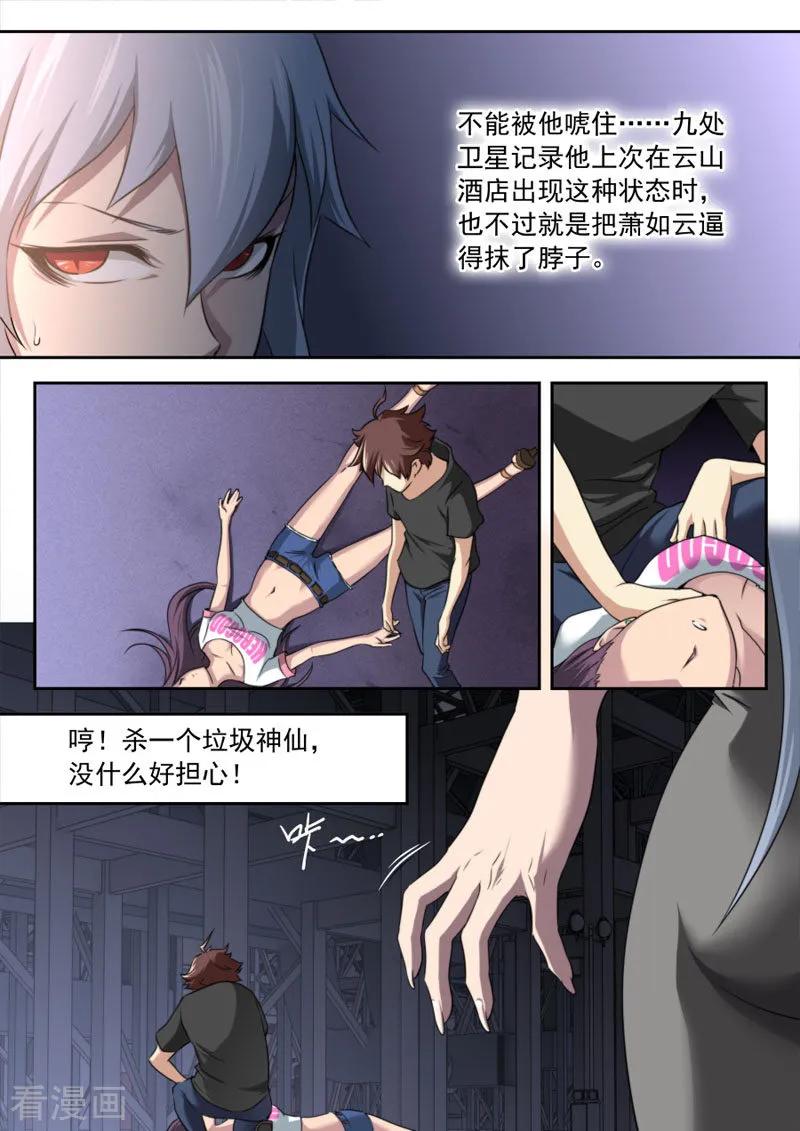 不能被他唬住……九处
卫星记录他上次在云山
酒店出现这种状态时，
也不过就是把萧如云逼
得抹了脖子。
哼！杀一个垃圾神仙，
没什么好担心！
咔~~..
看漫画